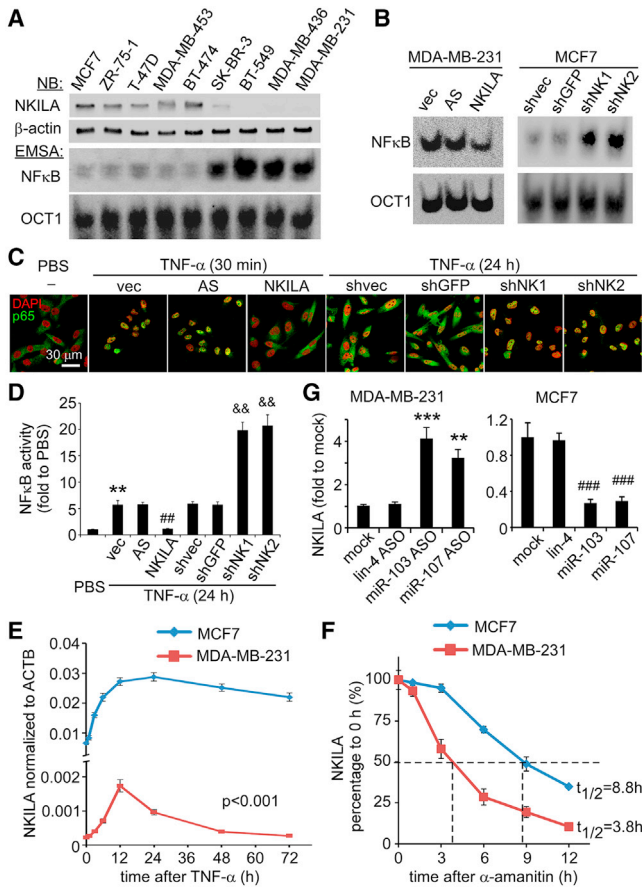 A
MCF7
ZR-75-1
T-47D
MDA-MB-453
BT-474
SK-BR-3
BT-549
MDA-MB-436
MDA-MB-231
NB:
NKILA
β-actin
EMSA:
NFκB
OCT1
B
MDA-MB-231
MCF7
vec
AS
NKILA
shvec
shGFP
shNK1
shNK2
NFκB
OCT1
C
PBS
TNF-α (30 min)
TNF-α (24 h)
–
vec
AS
NKILA
shvec
shGFP
shNK1
shNK2
DAPI
p65
30 μm
D
NFκB activity
(fold to PBS)
25
20
15
10
5
0
**
##
&&
&&
vec
AS
NKILA
shvec
shGFP
shNK1
shNK2
PBS
TNF-α (24 h)
G
MDA-MB-231
MCF7
NKILA (fold to mock)
4
2
0
***
**
mock
lin-4 ASO
miR-103 ASO
miR-107 ASO
1.2
0.8
0.4
0
###
###
mock
lin-4
miR-103
miR-107
E
MCF7
MDA-MB-231
NKILA normalized to ACTB
0.04
0.03
0.02
0.01
0.002
0.001
0
p<0.001
0
12
24
36
48
60
72
time after TNF-α (h)
F
MCF7
MDA-MB-231
NKILA
percentage to 0 h (%)
100
75
50
25
0
t1/2=8.8h
t1/2=3.8h
0
3
6
9
12
time after α-amanitin (h)